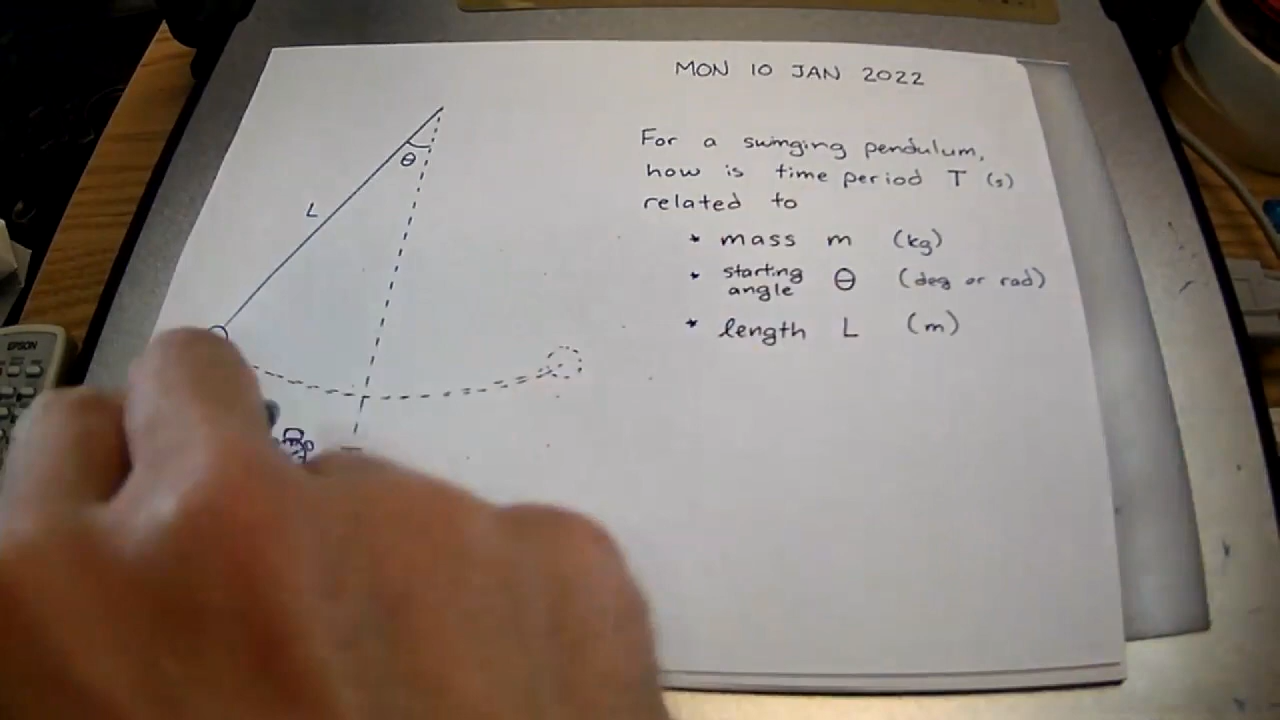 MON 10 JAN 2022
For a swinging pendulum,
how is time period T (s)
related to
* mass m (kg)
* starting angle θ (deg or rad)
* length L (m)
θ
L
EPSON